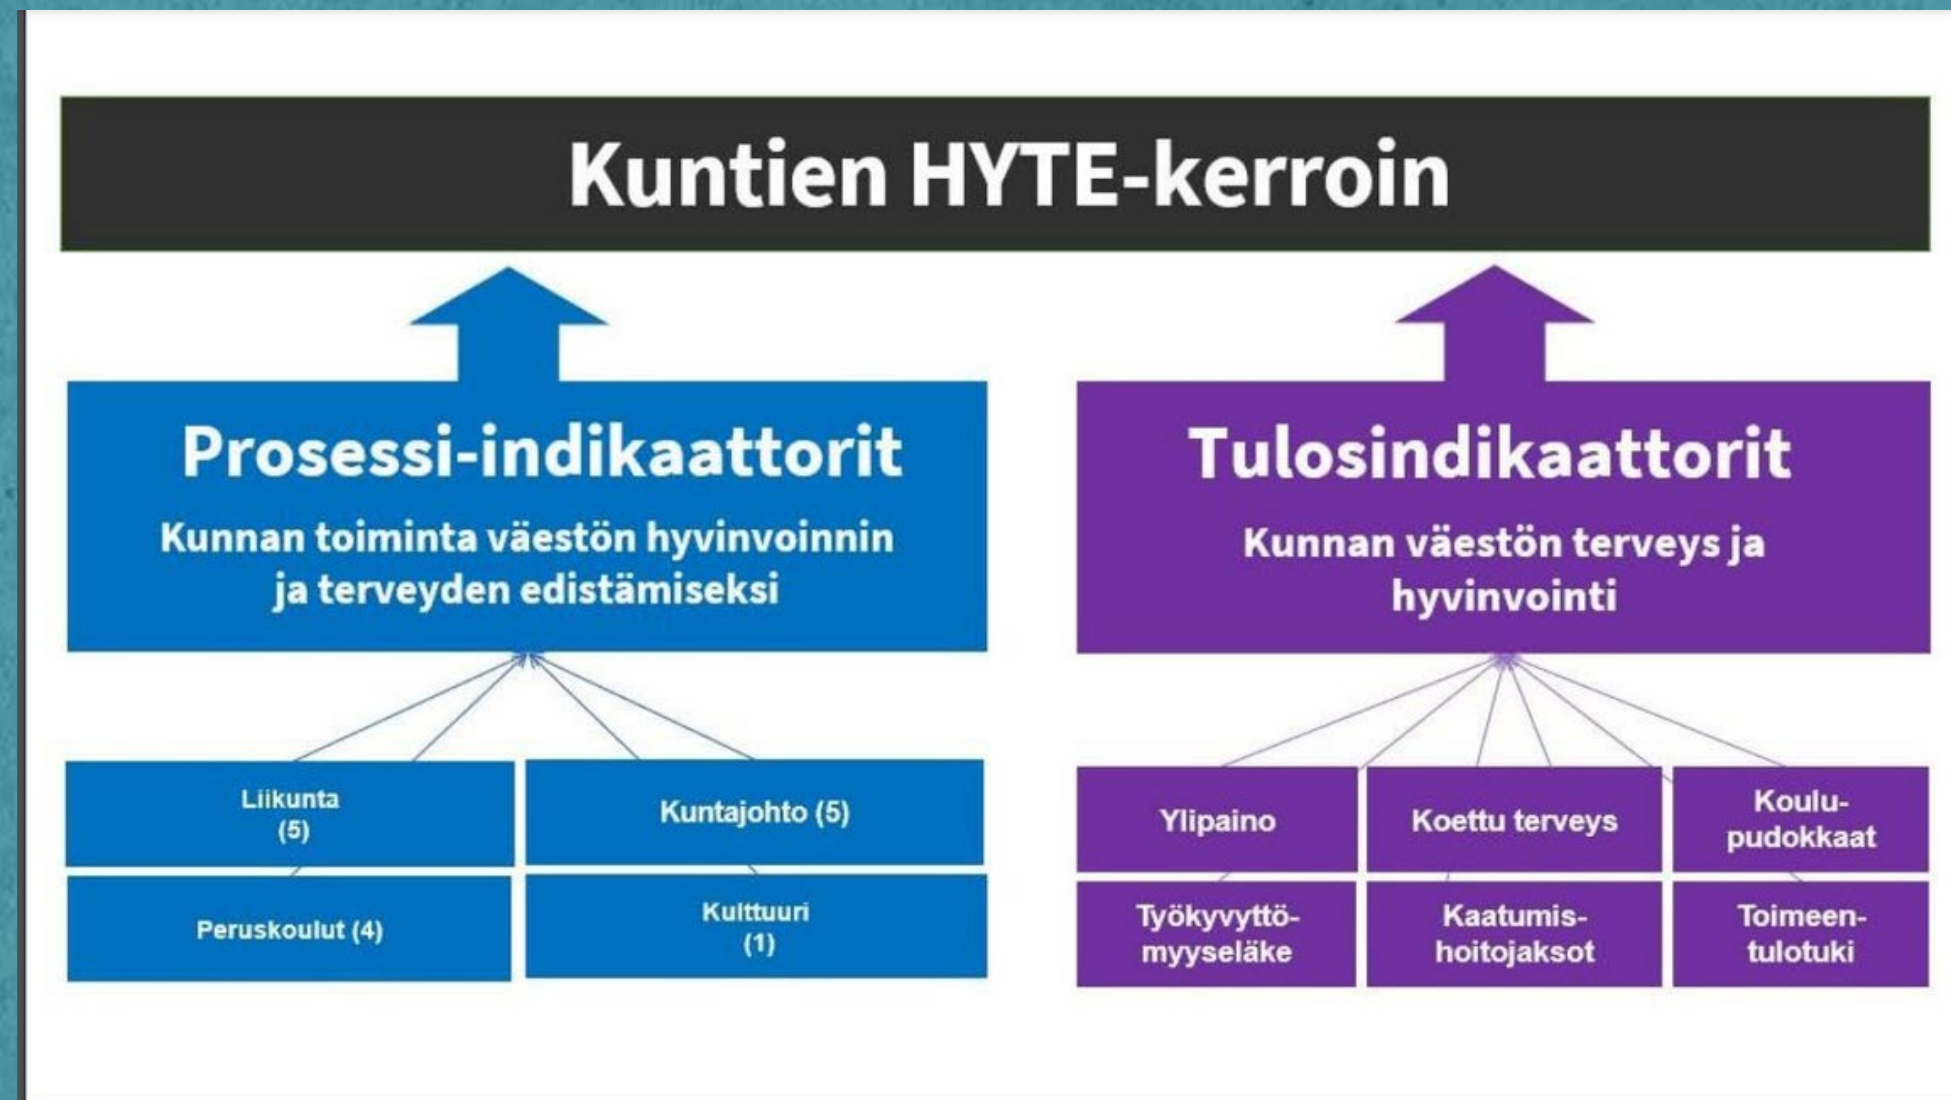 Kuntien HYTE-kerroin
Prosessi-indikaattorit
Kunnan toiminta väestön hyvinvoinnin
ja terveyden edistämiseksi
Liikunta
(5)
Kuntajohto (5)
Peruskoulut (4)
Kulttuuri
(1)
Tulosindikaattorit
Kunnan väestön terveys ja
hyvinvointi
Ylipaino
Koettu terveys
Koulu-
pudokkaat
Työkyvyttö-
myyseläke
Kaatumis-
hoitojaksot
Toimeen-
tulotuki